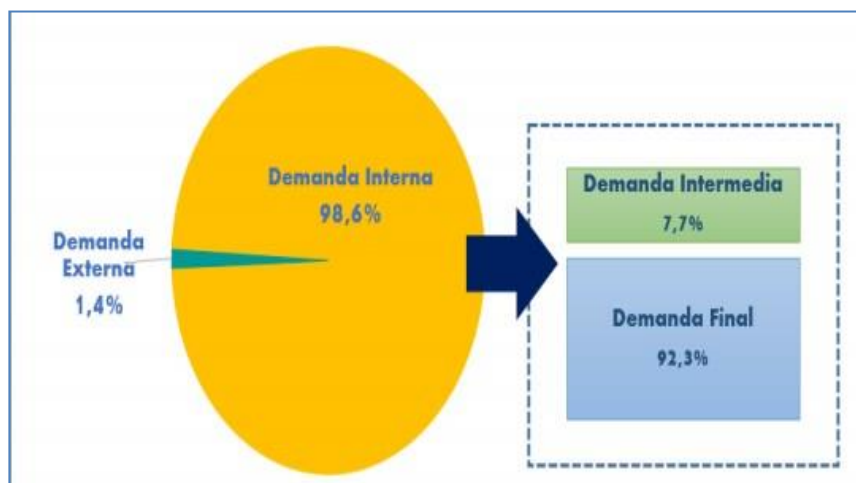 Demanda Interna
98,6%
Demanda
Externa
1,4%
Demanda Intermedia
7,7%
Demanda Final
92,3%